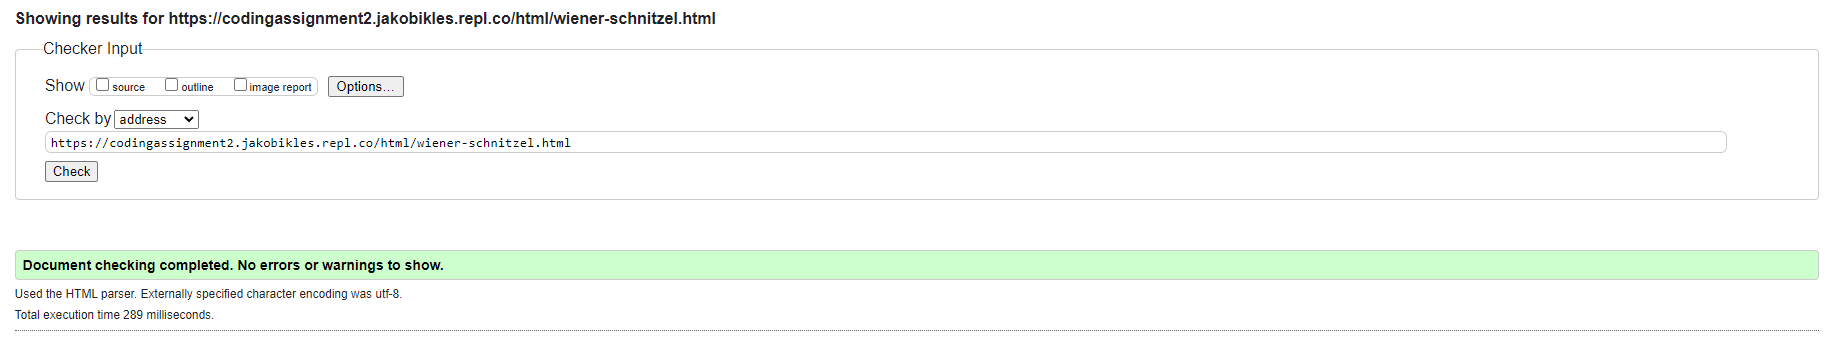 Showing results for https://codingassignment2.jakobikles.repl.co/html/wiener-schnitzel.html
Checker Input
Show source outline image report Options...
Check by address
https://codingassignment2.jakobikles.repl.co/html/wiener-schnitzel.html
Check
Document checking completed. No errors or warnings to show.
Used the HTML parser. Externally specified character encoding was utf-8.
Total execution time 289 milliseconds.